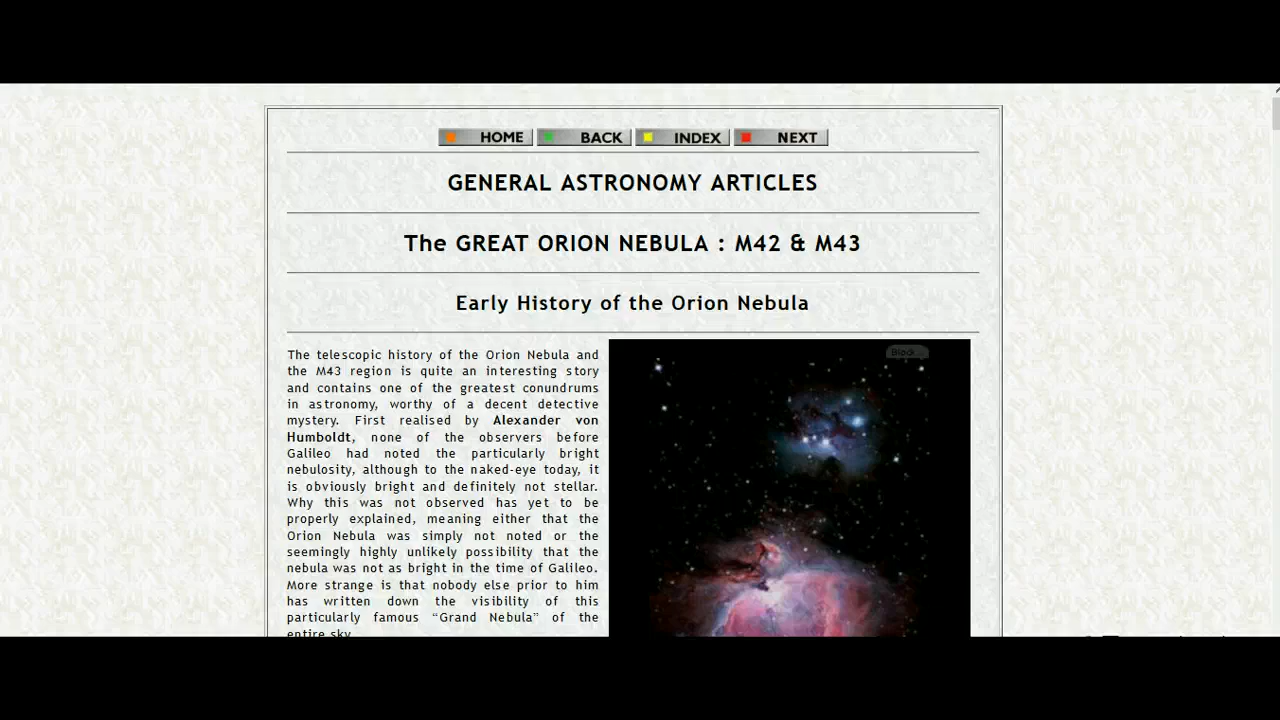 HOME BACK INDEX NEXT
GENERAL ASTRONOMY ARTICLES
The GREAT ORION NEBULA : M42 & M43
Early History of the Orion Nebula
The telescopic history of the Orion Nebula and
the M43 region is quite an interesting story
and contains one of the greatest conundrums
in astronomy, worthy of a decent detective
mystery. First realised by Alexander von
Humboldt, none of the observers before
Galileo had noted the particularly bright
nebulosity, although to the naked-eye today, it
is obviously bright and definitely not stellar.
Why this was not observed has yet to be
properly explained, meaning either that the
Orion Nebula was simply not noted or the
seemingly highly unlikely possibility that the
nebula was not as bright in the time of Galileo.
More strange is that nobody else prior to him
has written down the visibility of this
particularly famous “Grand Nebula” of the
entire sky
Block...